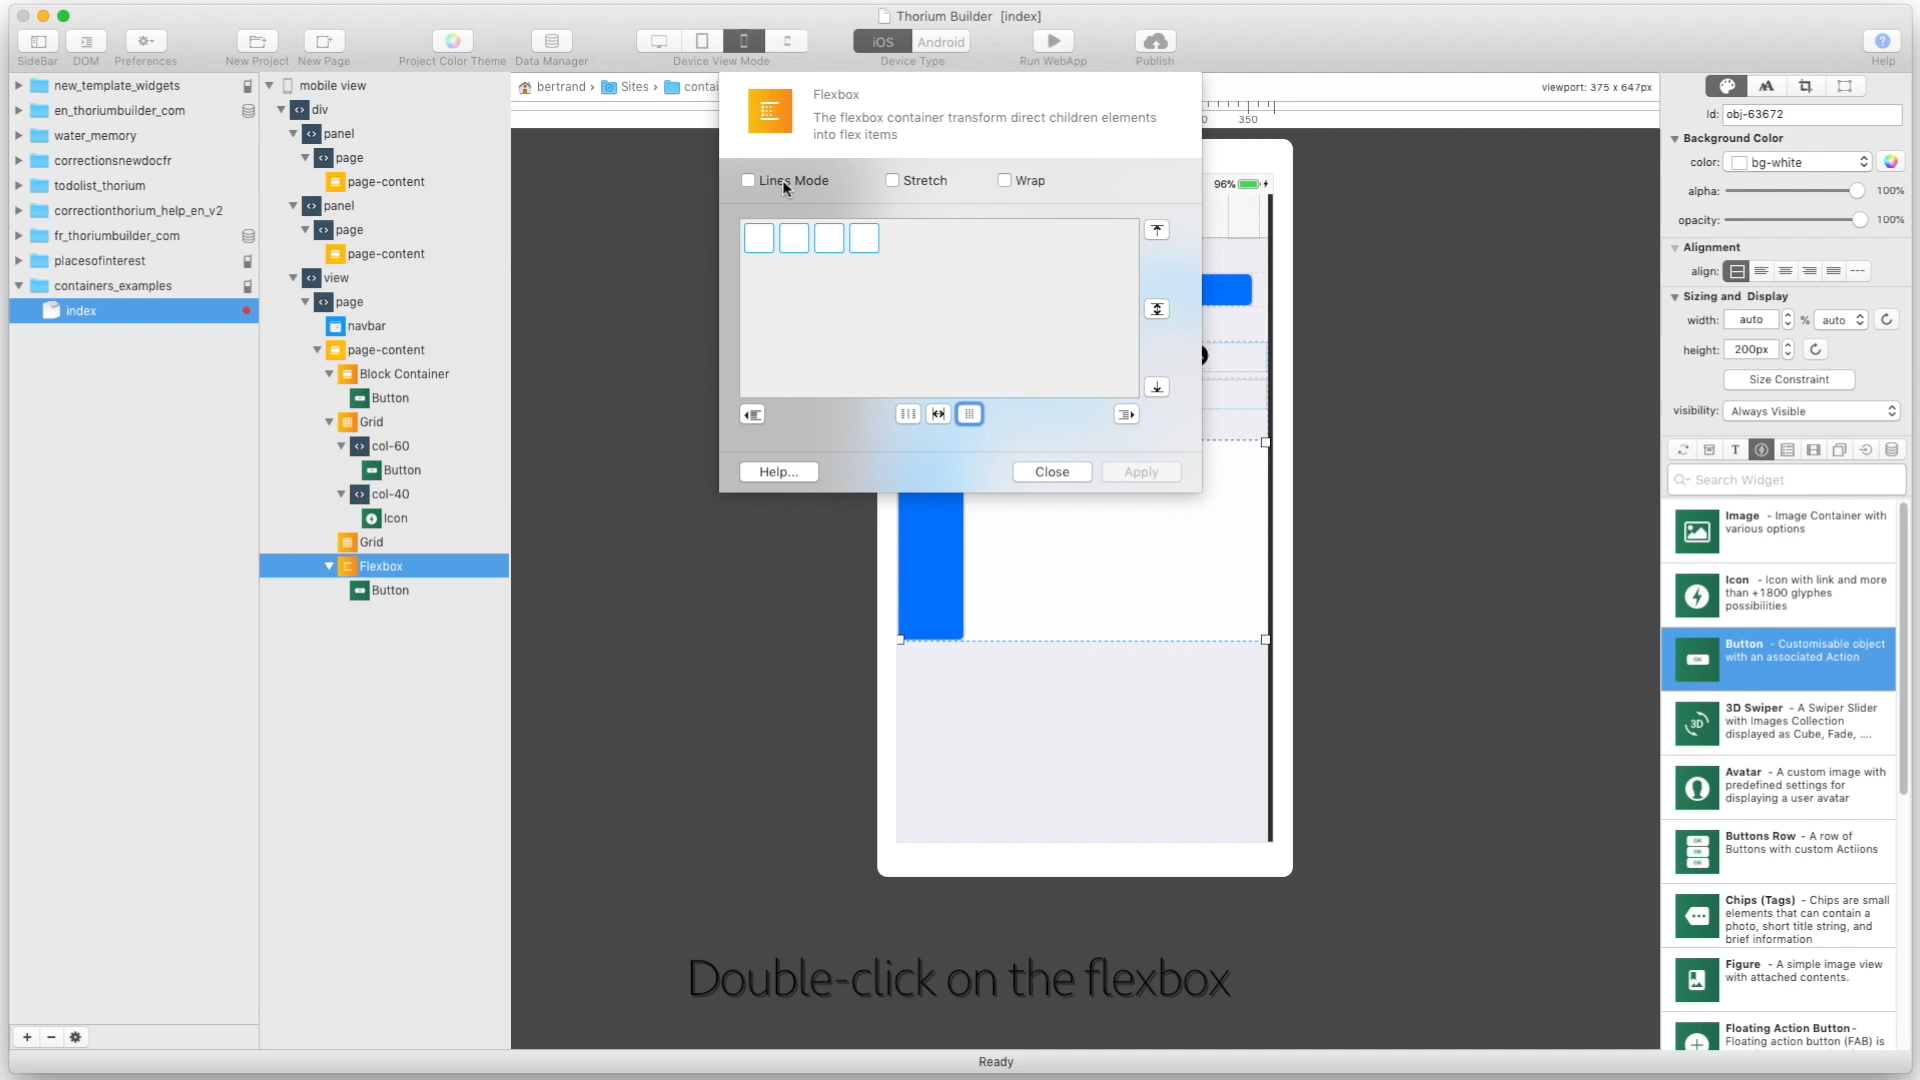 Thorium Builder [index]
SideBar DOM Preferences New Project New Page Project Color Theme Data Manager Device View Mode iOS Android Device Type Run WebApp Publish ? Help
new_template_widgets
en_thoriumbuilder_com
water_memory
correctionsnewdocfr
todolist_thorium
correctionthorium_help_en_v2
fr_thoriumbuilder_com
placesofinterest
containers_examples
index
mobile view
div
panel
page
page-content
panel
page
page-content
view
page
navbar
page-content
Block Container
Button
Grid
col-60
Button
col-40
Icon
Grid
Flexbox
Button
bertrand › Sites ›
viewport: 375 x 647px
350
96%
Flexbox
The flexbox container transform direct children elements
into flex items
Lines Mode Stretch Wrap
Help... Close Apply
Double-click on the flexbox
Id: obj-63672
Background Color
color: bg-white
alpha: 100%
opacity: 100%
Alignment
align:
Sizing and Display
width: auto % auto
height: 200px
Size Constraint
visibility: Always Visible
Search Widget
Image - Image Container with
various options
Icon - Icon with link and more
than +1800 glyphes
possibilities
Button - Customisable object
with an associated Action
3D Swiper - A Swiper Slider
with Images Collection
displayed as Cube, Fade, ....
Avatar - A custom image with
predefined settings for
displaying a user avatar
Buttons Row - A row of
Buttons with custom Actiions
Chips (Tags) - Chips are small
elements that can contain a
photo, short title string, and
brief information
Figure - A simple image view
with attached contents.
Floating Action Button-
Floating action button (FAB) is
Ready